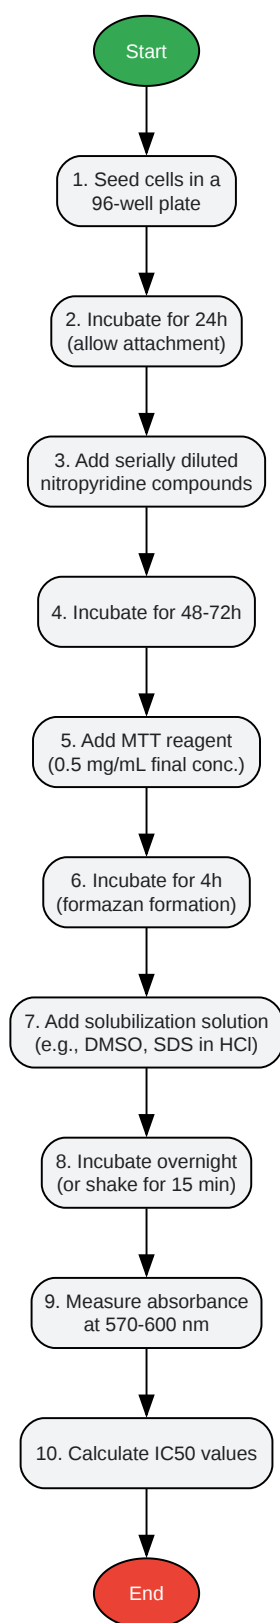 Start
1. Seed cells in a
96-well plate
2. Incubate for 24h
(allow attachment)
3. Add serially diluted
nitropyridine compounds
4. Incubate for 48-72h
5. Add MTT reagent
(0.5 mg/mL final conc.)
6. Incubate for 4h
(formazan formation)
7. Add solubilization solution
(e.g., DMSO, SDS in HCl)
8. Incubate overnight
(or shake for 15 min)
9. Measure absorbance
at 570-600 nm
10. Calculate IC50 values
End